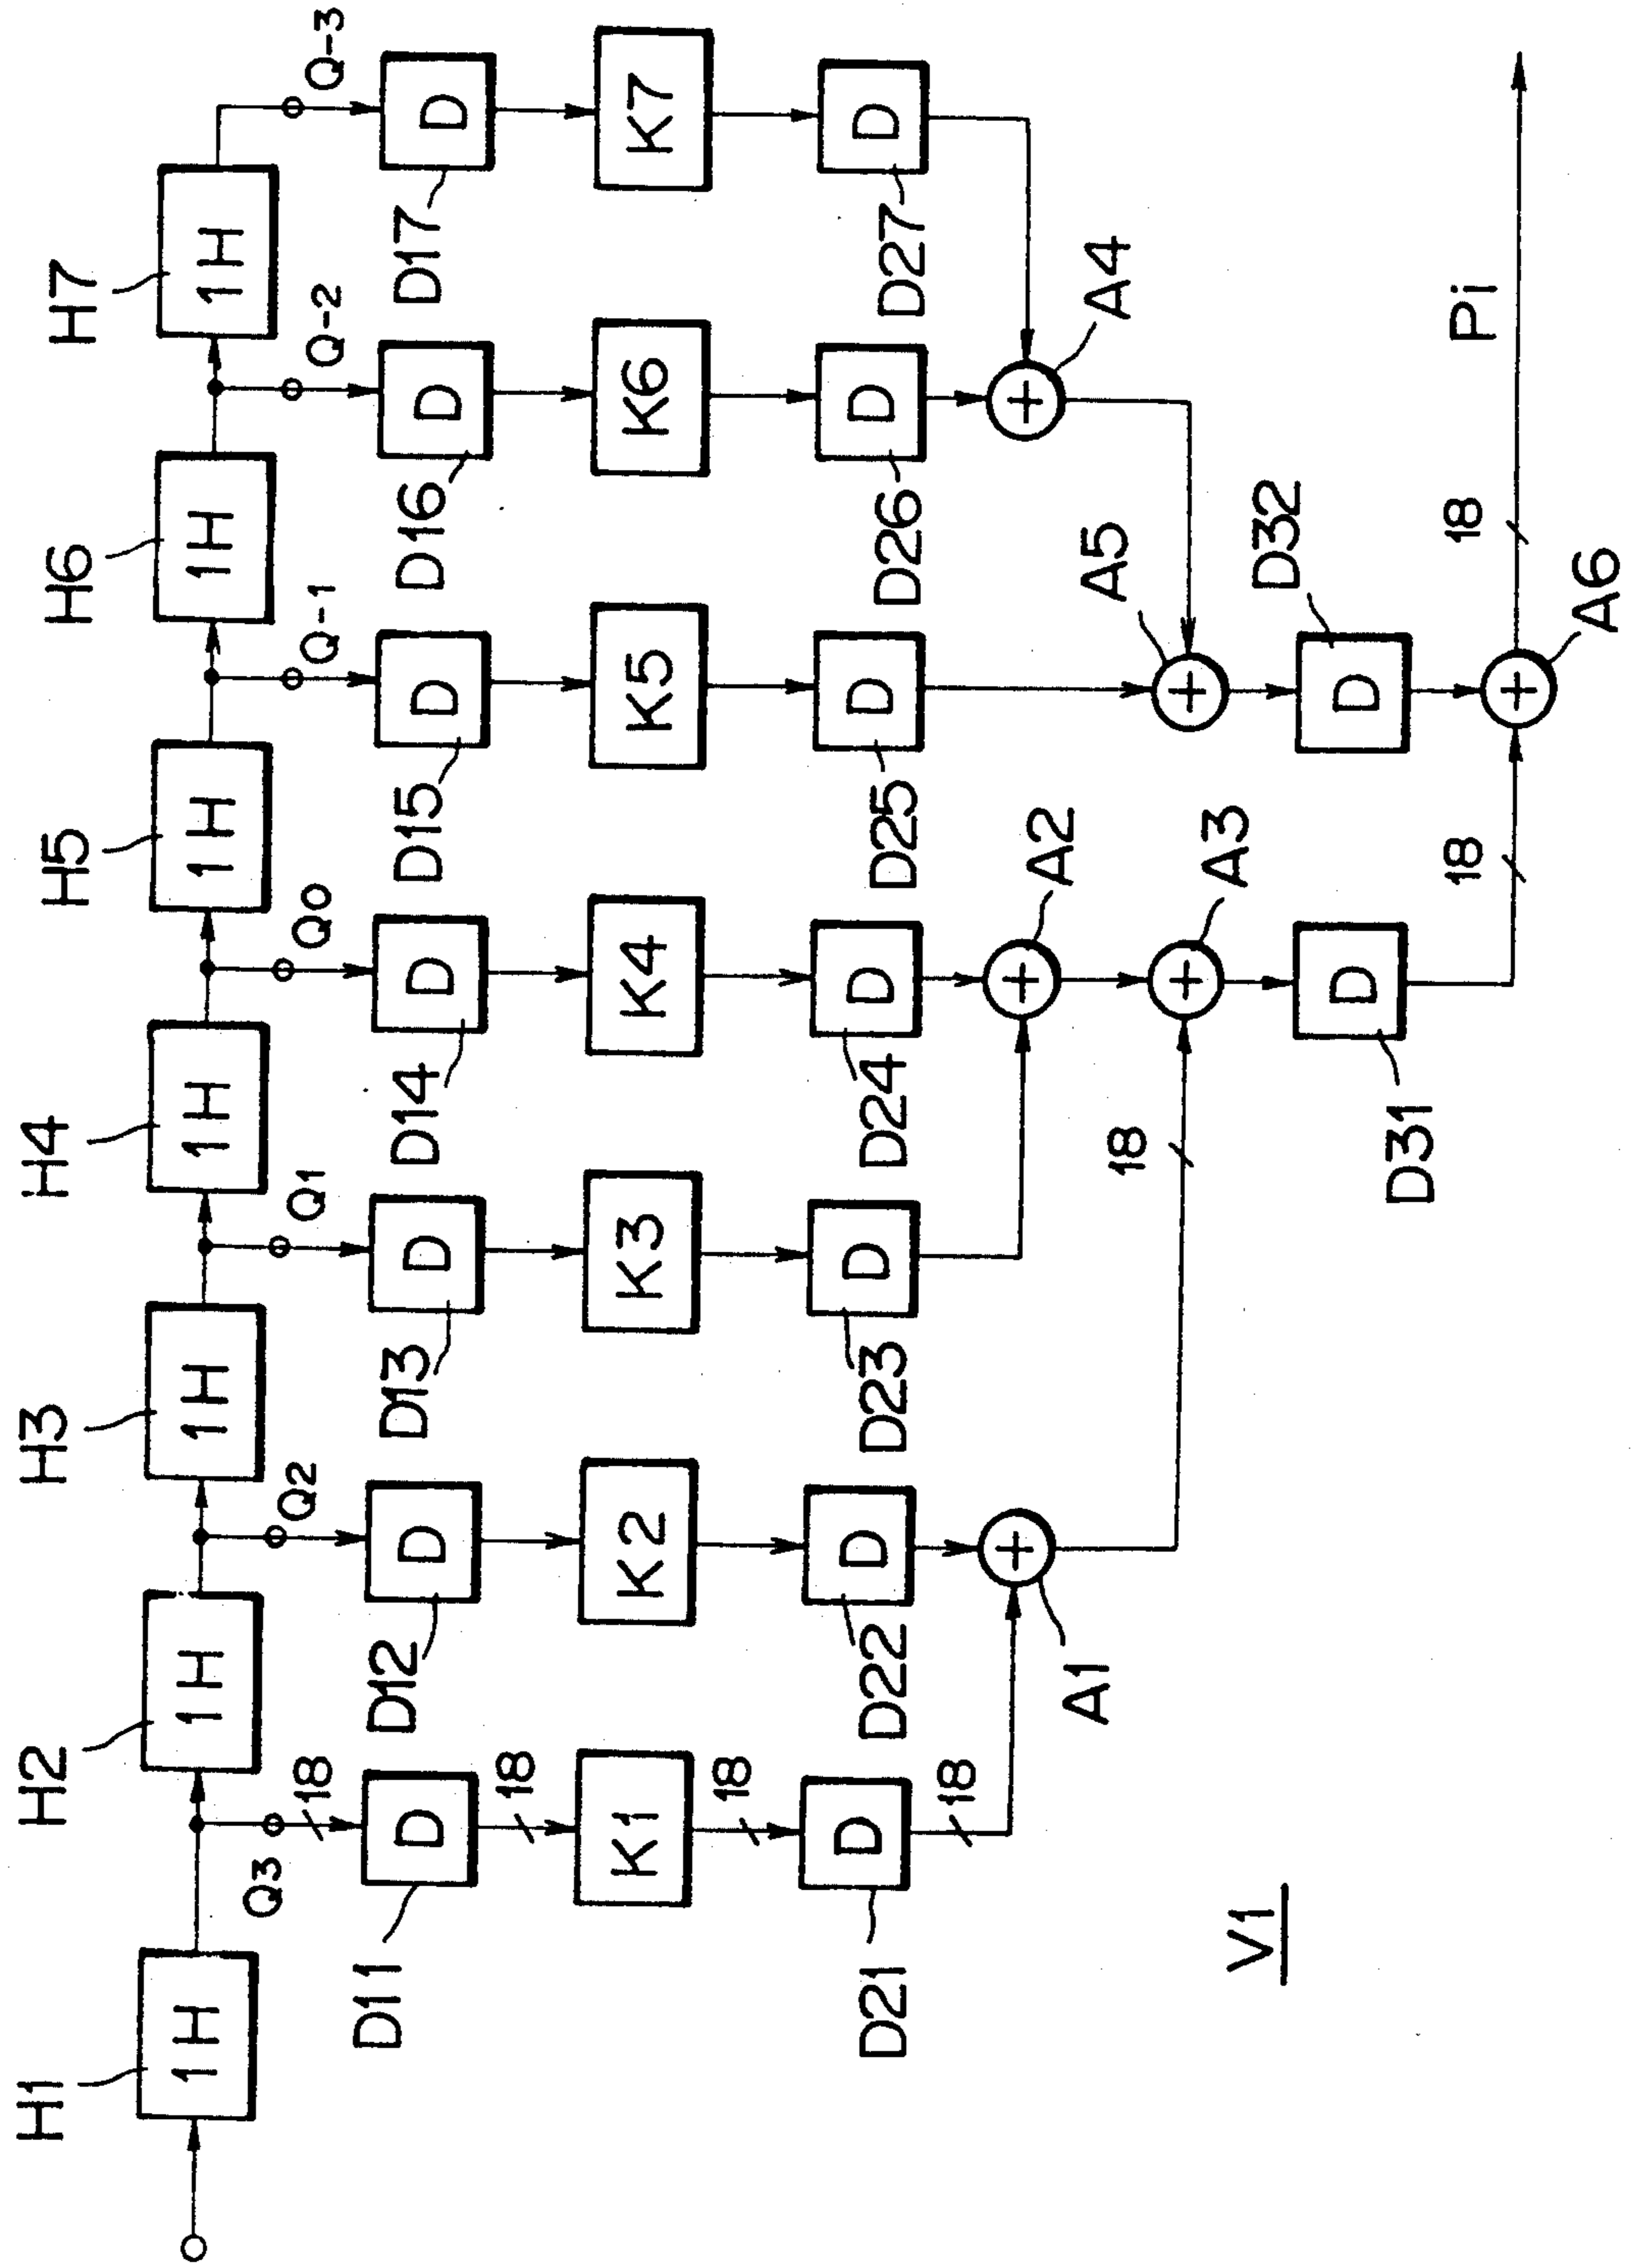 H1 H2 H3 H4 H5 H6 H7
1H 1H 1H 1H 1H 1H 1H
Q3 Q2 Q1 Q0 Q-1 Q-2 Q-3
18
D D D D D D D
D11 D12 D13 D14 D15 D16 D17
18
K1 K2 K3 K4 K5 K6 K7
18
D D D D D D D
D21 D22 D23 D24 D25 D26 D27
18
+ + +
A1 A2 A4
18
+ +
A3 A5
D D
D31 D32
18 18 Pi
+
A6
V1